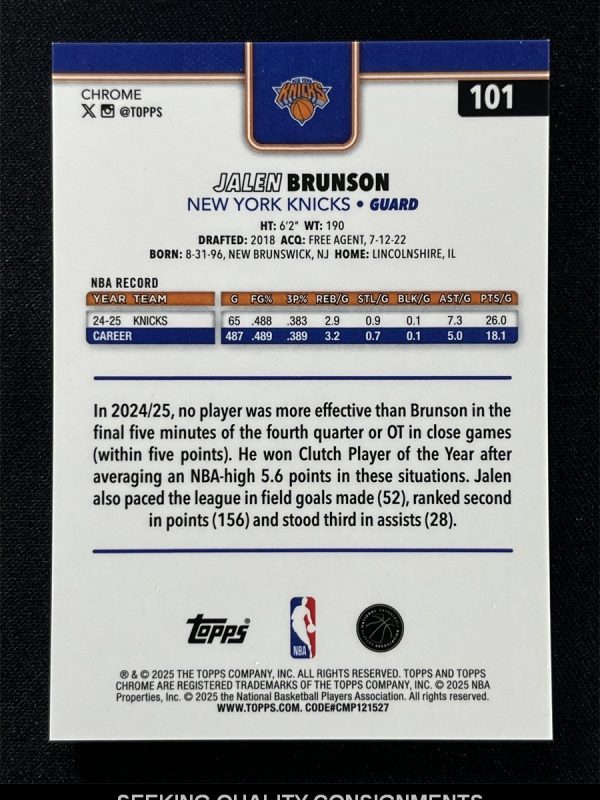 CHROME
X @TOPPS
KNICKS
101
JALEN BRUNSON
NEW YORK KNICKS • GUARD
HT: 6'2" WT: 190
DRAFTED: 2018 ACQ: FREE AGENT, 7-12-22
BORN: 8-31-96, NEW BRUNSWICK, NJ HOME: LINCOLNSHIRE, IL
NBA RECORD
YEAR TEAM G FG% 3P% REB/G STL/G BLK/G AST/G PTS/G
24-25 KNICKS 65 .488 .383 2.9 0.9 0.1 7.3 26.0
CAREER 487 .489 .389 3.2 0.7 0.1 5.0 18.1
In 2024/25, no player was more effective than Brunson in the
final five minutes of the fourth quarter or OT in close games
(within five points). He won Clutch Player of the Year after
averaging an NBA-high 5.6 points in these situations. Jalen
also paced the league in field goals made (52), ranked second
in points (156) and stood third in assists (28).
Topps®
NBA
® & © 2025 THE TOPPS COMPANY, INC. ALL RIGHTS RESERVED. TOPPS AND TOPPS
CHROME ARE REGISTERED TRADEMARKS OF THE TOPPS COMPANY, INC. © 2025 NBA
Properties, Inc. © 2025 the National Basketball Players Association. All rights reserved.
WWW.TOPPS.COM. CODE#CMP121527
SEEKING QUALITY CONSIGNMENTS